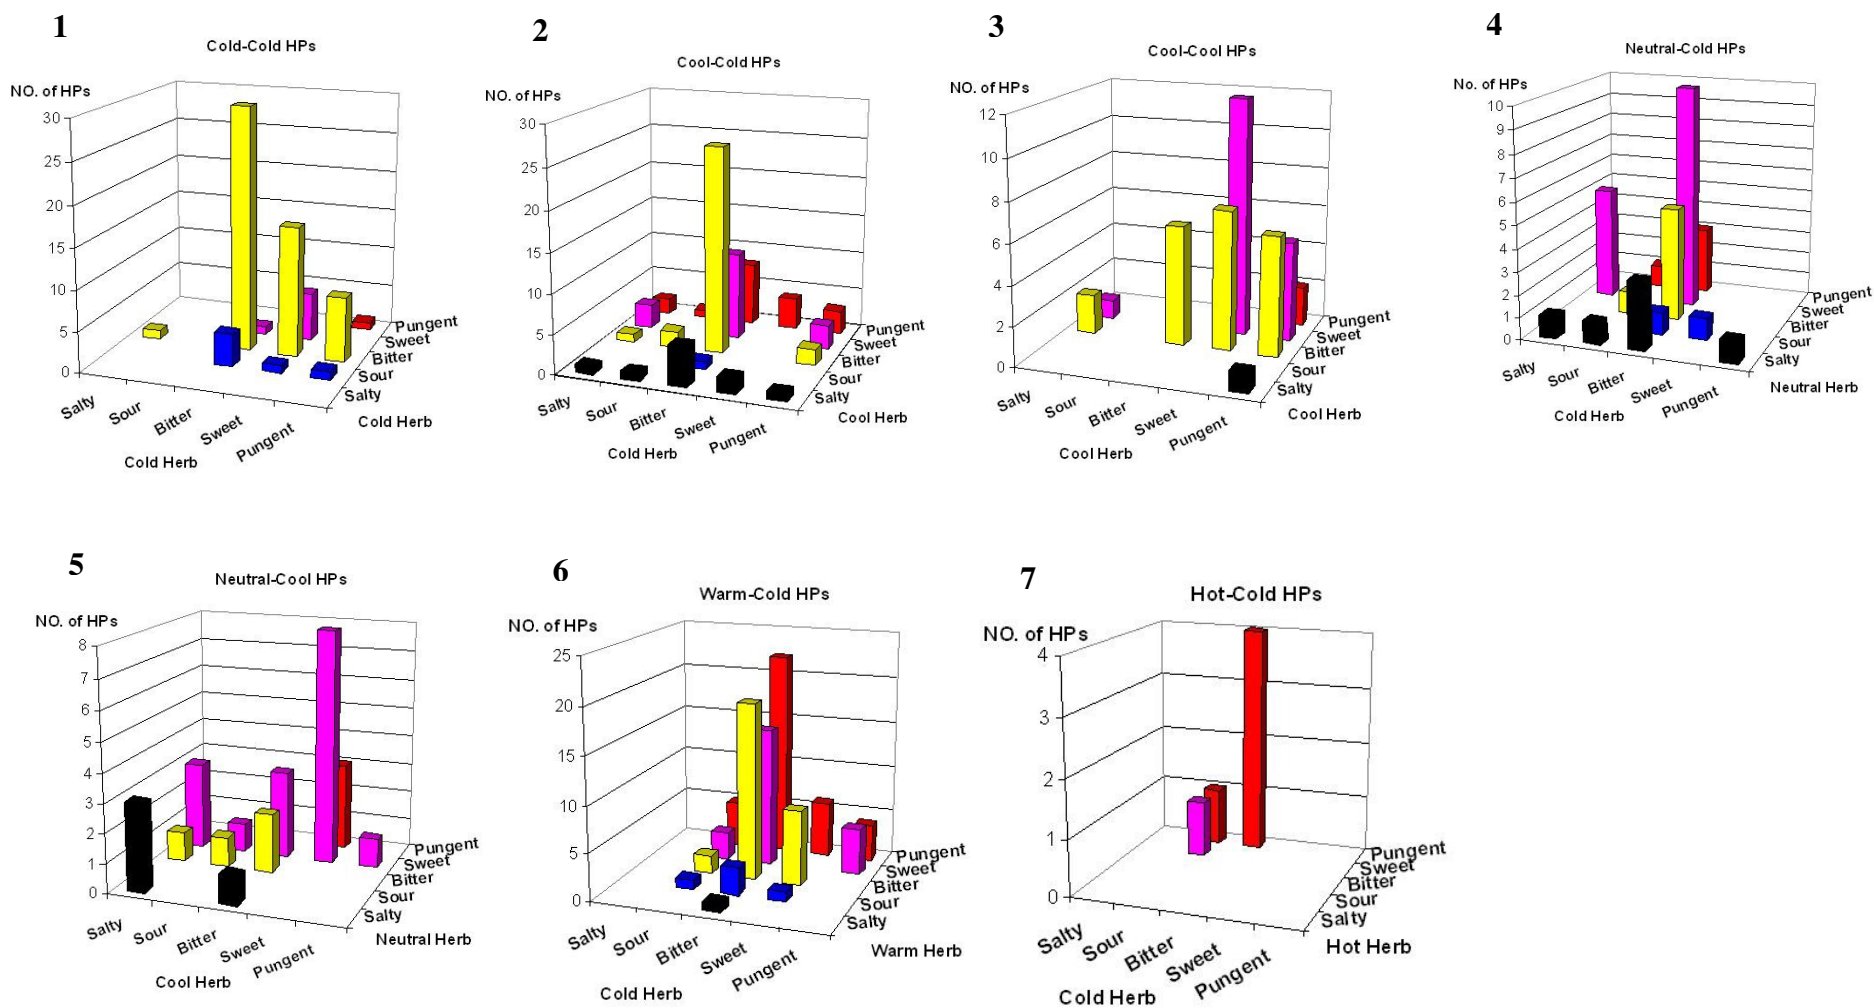 1
Cold-Cold HPs
NO. of HPs
30
25
20
15
10
5
0
Salty
Sour
Bitter
Sweet
Pungent
Cold Herb
Pungent
Sweet
Bitter
Sour
Salty
Cold Herb
2
Cool-Cold HPs
NO. of HPs
30
25
20
15
10
5
0
Salty
Sour
Bitter
Sweet
Pungent
Cold Herb
Pungent
Sweet
Bitter
Sour
Salty
Cool Herb
3
Cool-Cool HPs
NO. of HPs
12
10
8
6
4
2
0
Salty
Sour
Bitter
Sweet
Pungent
Cool Herb
Pungent
Sweet
Bitter
Sour
Salty
Cool Herb
4
Neutral-Cold HPs
No. of HPs
10
9
8
7
6
5
4
3
2
1
0
Salty
Sour
Bitter
Sweet
Pungent
Cold Herb
Pungent
Sweet
Bitter
Sour
Salty
Neutral Herb
5
Neutral-Cool HPs
NO. of HPs
8
7
6
5
4
3
2
1
0
Salty
Sour
Bitter
Sweet
Pungent
Cool Herb
Pungent
Sweet
Bitter
Sour
Salty
Neutral Herb
6
Warm-Cold HPs
NO. of HPs
25
20
15
10
5
0
Salty
Sour
Bitter
Sweet
Pungent
Cold Herb
Pungent
Sweet
Bitter
Sour
Salty
Warm Herb
7
Hot-Cold HPs
NO. of HPs
4
3
2
1
0
Salty
Sour
Bitter
Sweet
Pungent
Cold Herb
Pungent
Sweet
Bitter
Sour
Salty
Hot Herb